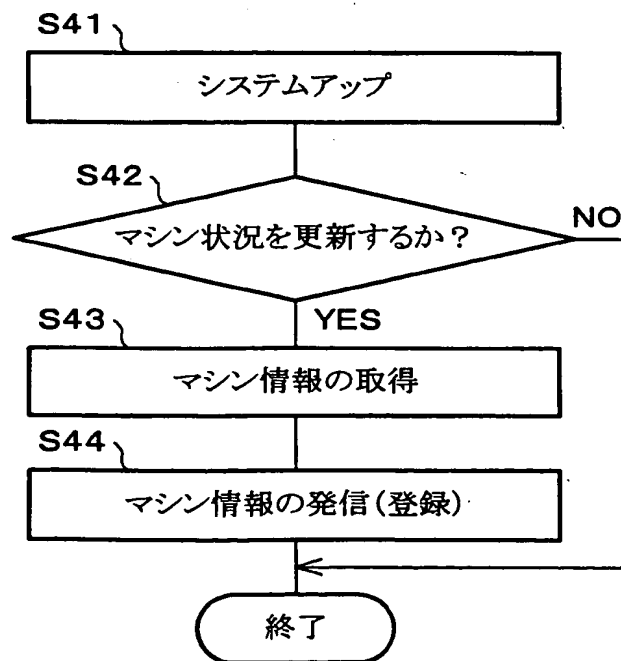 S41
システムアップ
S42
マシン状況を更新するか?
NO
YES
S43
マシン情報の取得
S44
マシン情報の発信(登録)
終了